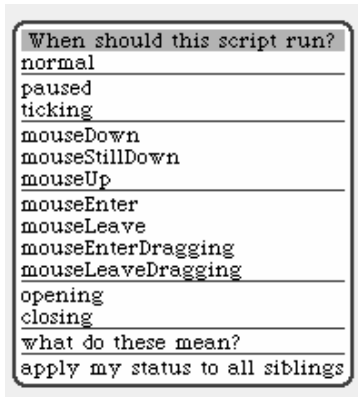 When should this script run?
normal
paused
ticking
mouseDown
mouseStillDown
mouseUp
mouseEnter
mouseLeave
mouseEnterDragging
mouseLeaveDragging
opening
closing
what do these mean?
apply my status to all siblings